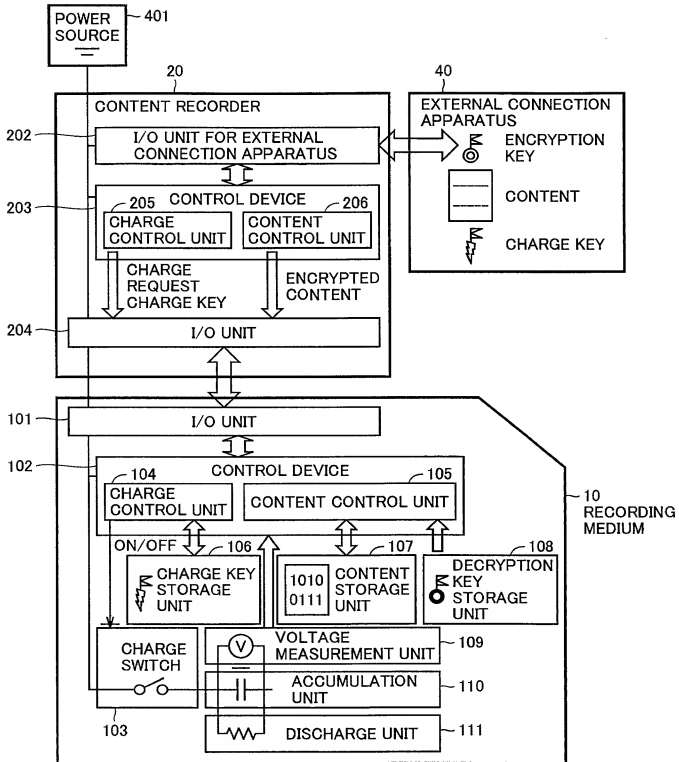 POWER
SOURCE
401
20
40
CONTENT RECORDER
EXTERNAL CONNECTION
APPARATUS
202
I/O UNIT FOR EXTERNAL
CONNECTION APPARATUS
ENCRYPTION
KEY
CONTENT
CHARGE KEY
203
CONTROL DEVICE
205
CHARGE
CONTROL UNIT
206
CONTENT
CONTROL UNIT
CHARGE
REQUEST
CHARGE KEY
ENCRYPTED
CONTENT
204
I/O UNIT
101
I/O UNIT
102
CONTROL DEVICE
104
CHARGE
CONTROL UNIT
105
CONTENT CONTROL UNIT
10
RECORDING
MEDIUM
ON/OFF
106
CHARGE KEY
STORAGE
UNIT
107
1010
0111
CONTENT
STORAGE
UNIT
108
DECRYPTION
KEY
STORAGE
UNIT
CHARGE
SWITCH
103
V
VOLTAGE
MEASUREMENT UNIT
109
ACCUMULATION
UNIT
110
DISCHARGE UNIT
111